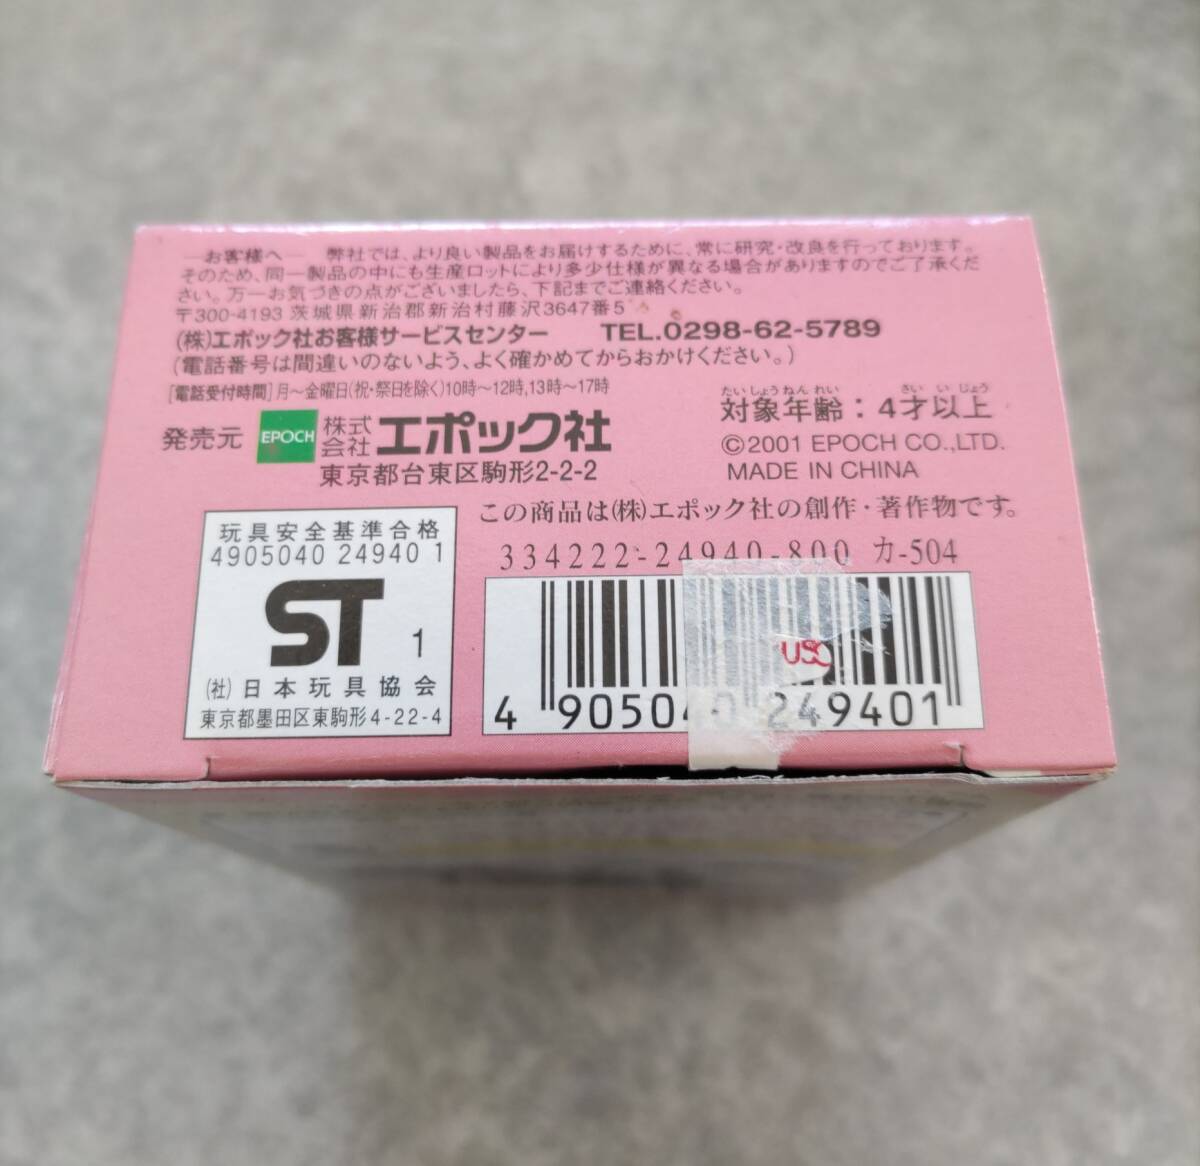 —お客様へ— 弊社では、より良い製品をお届けするために、常に研究・改良を行っております。
そのため、同一製品の中にも生産ロットにより多少仕様が異なる場合がありますのでご了承くだ
さい。万一お気づきの点がございましたら、下記までご連絡ください。
〒300-4193 茨城県新治郡新治村藤沢3647番5
(株)エポック社お客様サービスセンター TEL.0298-62-5789
(電話番号は間違いのないよう、よく確かめてからおかけください。)
[電話受付時間]月〜金曜日(祝・祭日を除く)10時〜12時,13時〜17時
たいしょうねんれい さいいじょう
対象年齢：4才以上
発売元 EPOCH 株式会社 エポック社
東京都台東区駒形2-2-2
©2001 EPOCH CO.,LTD.
MADE IN CHINA
この商品は(株)エポック社の創作・著作物です。
334222-24940-800 カ-504
玩具安全基準合格
4905040 24940 1
ST 1
(社)日本玩具協会
東京都墨田区東駒形4-22-4
USO
4 905040 249401